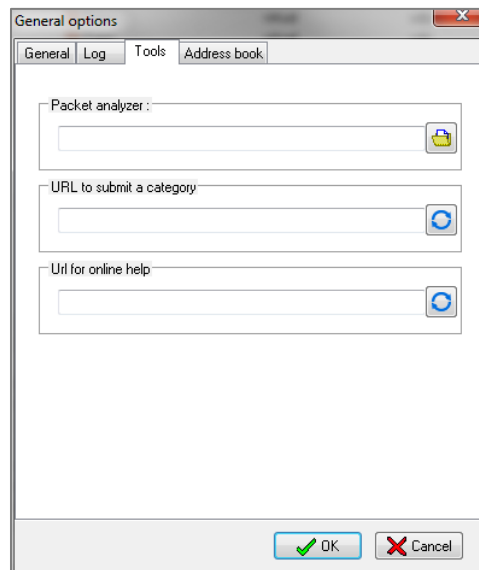 General options
General Log Tools Address book
Packet analyzer :
URL to submit a category
Url for online help
OK Cancel